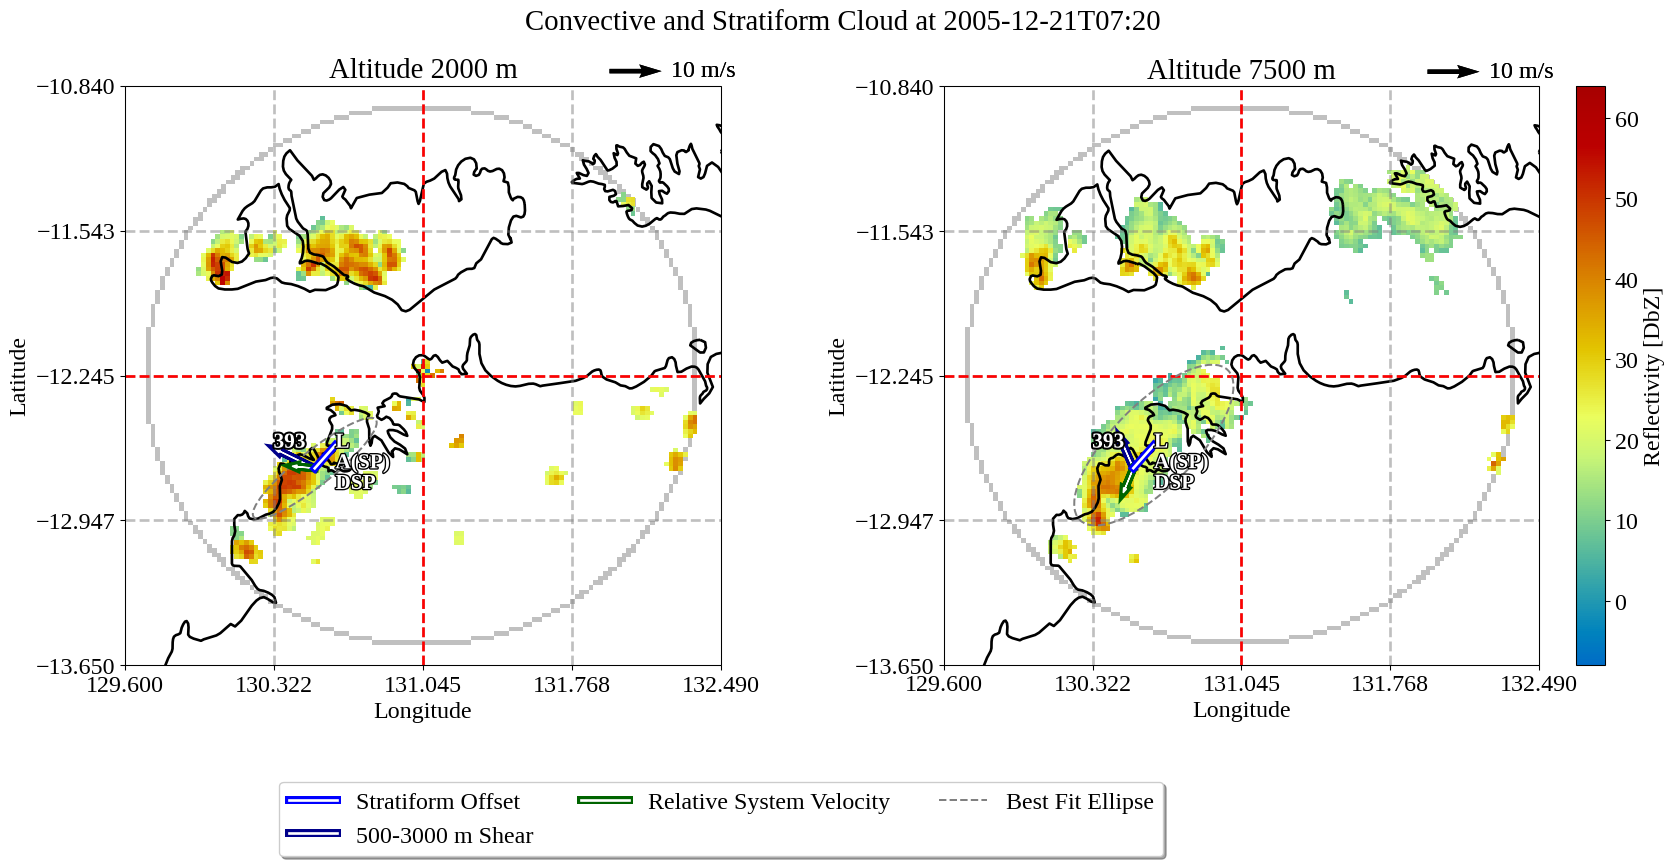 Convective and Stratiform Cloud at 2005-12-21T07:20
Altitude 2000 m
10 m/s
−10.840
−11.543
−12.245
−12.947
−13.650
129.600
130.322
131.045
131.768
132.490
Latitude
Longitude
393
L
A(SP)
DSP
Altitude 7500 m
10 m/s
−10.840
−11.543
−12.245
−12.947
−13.650
129.600
130.322
131.045
131.768
132.490
Latitude
Longitude
393
L
A(SP)
DSP
60
50
40
30
20
10
0
Reflectivity [DbZ]
Stratiform Offset
500-3000 m Shear
Relative System Velocity
Best Fit Ellipse